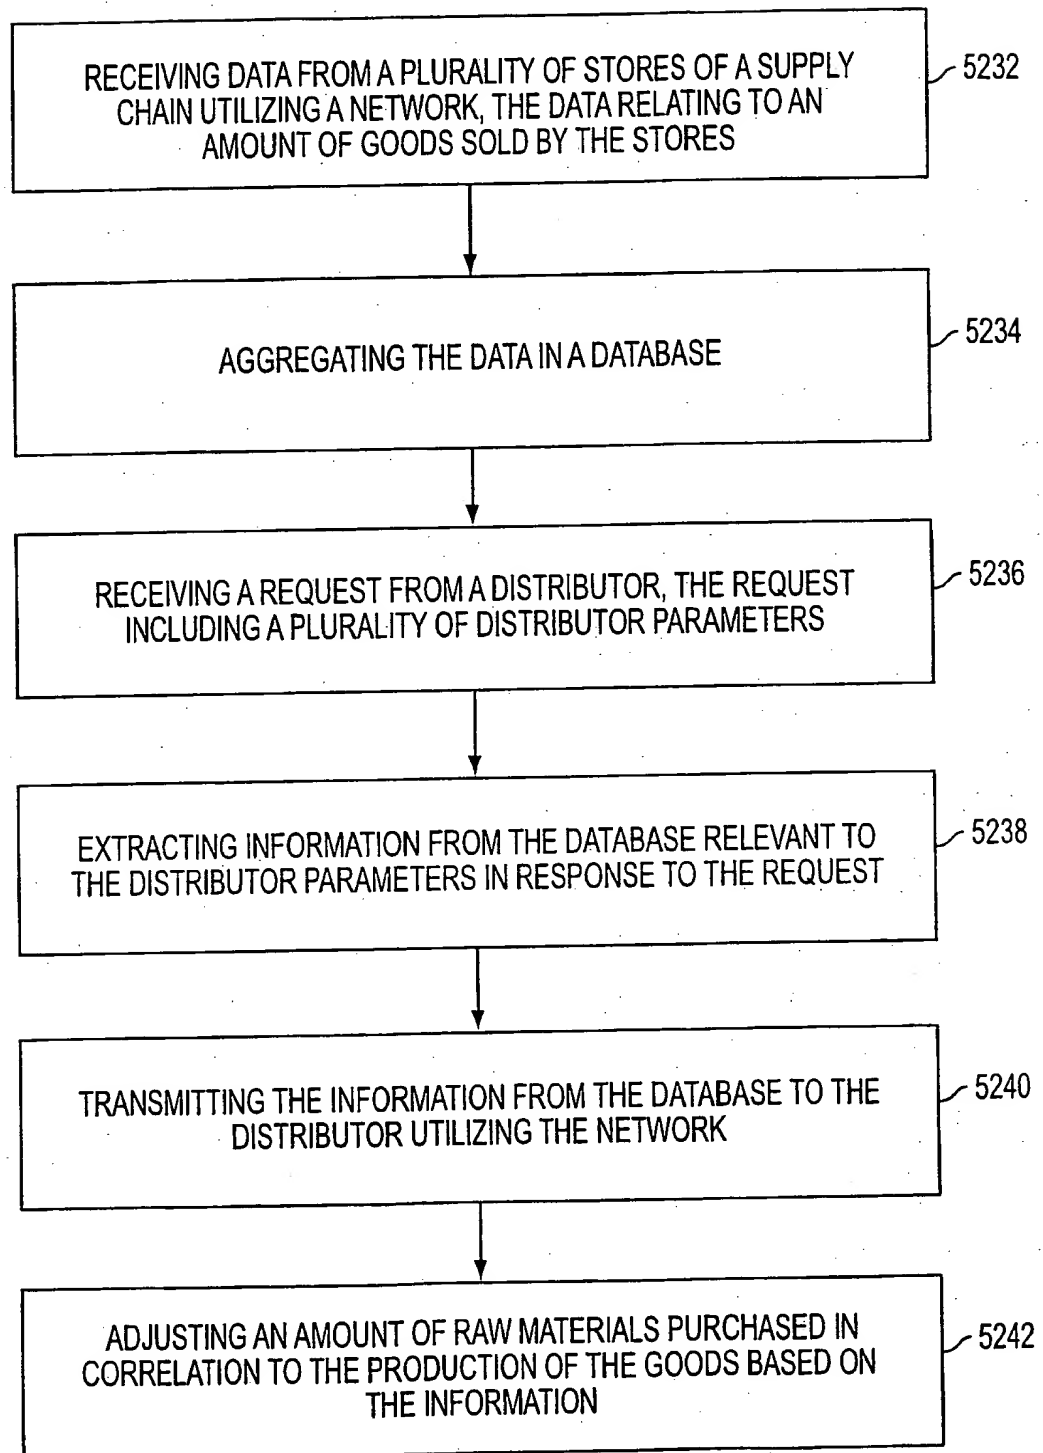 RECEIVING DATA FROM A PLURALITY OF STORES OF A SUPPLY
CHAIN UTILIZING A NETWORK, THE DATA RELATING TO AN
AMOUNT OF GOODS SOLD BY THE STORES
5232
AGGREGATING THE DATA IN A DATABASE
5234
RECEIVING A REQUEST FROM A DISTRIBUTOR, THE REQUEST
INCLUDING A PLURALITY OF DISTRIBUTOR PARAMETERS
5236
EXTRACTING INFORMATION FROM THE DATABASE RELEVANT TO
THE DISTRIBUTOR PARAMETERS IN RESPONSE TO THE REQUEST
5238
TRANSMITTING THE INFORMATION FROM THE DATABASE TO THE
DISTRIBUTOR UTILIZING THE NETWORK
5240
ADJUSTING AN AMOUNT OF RAW MATERIALS PURCHASED IN
CORRELATION TO THE PRODUCTION OF THE GOODS BASED ON
THE INFORMATION
5242